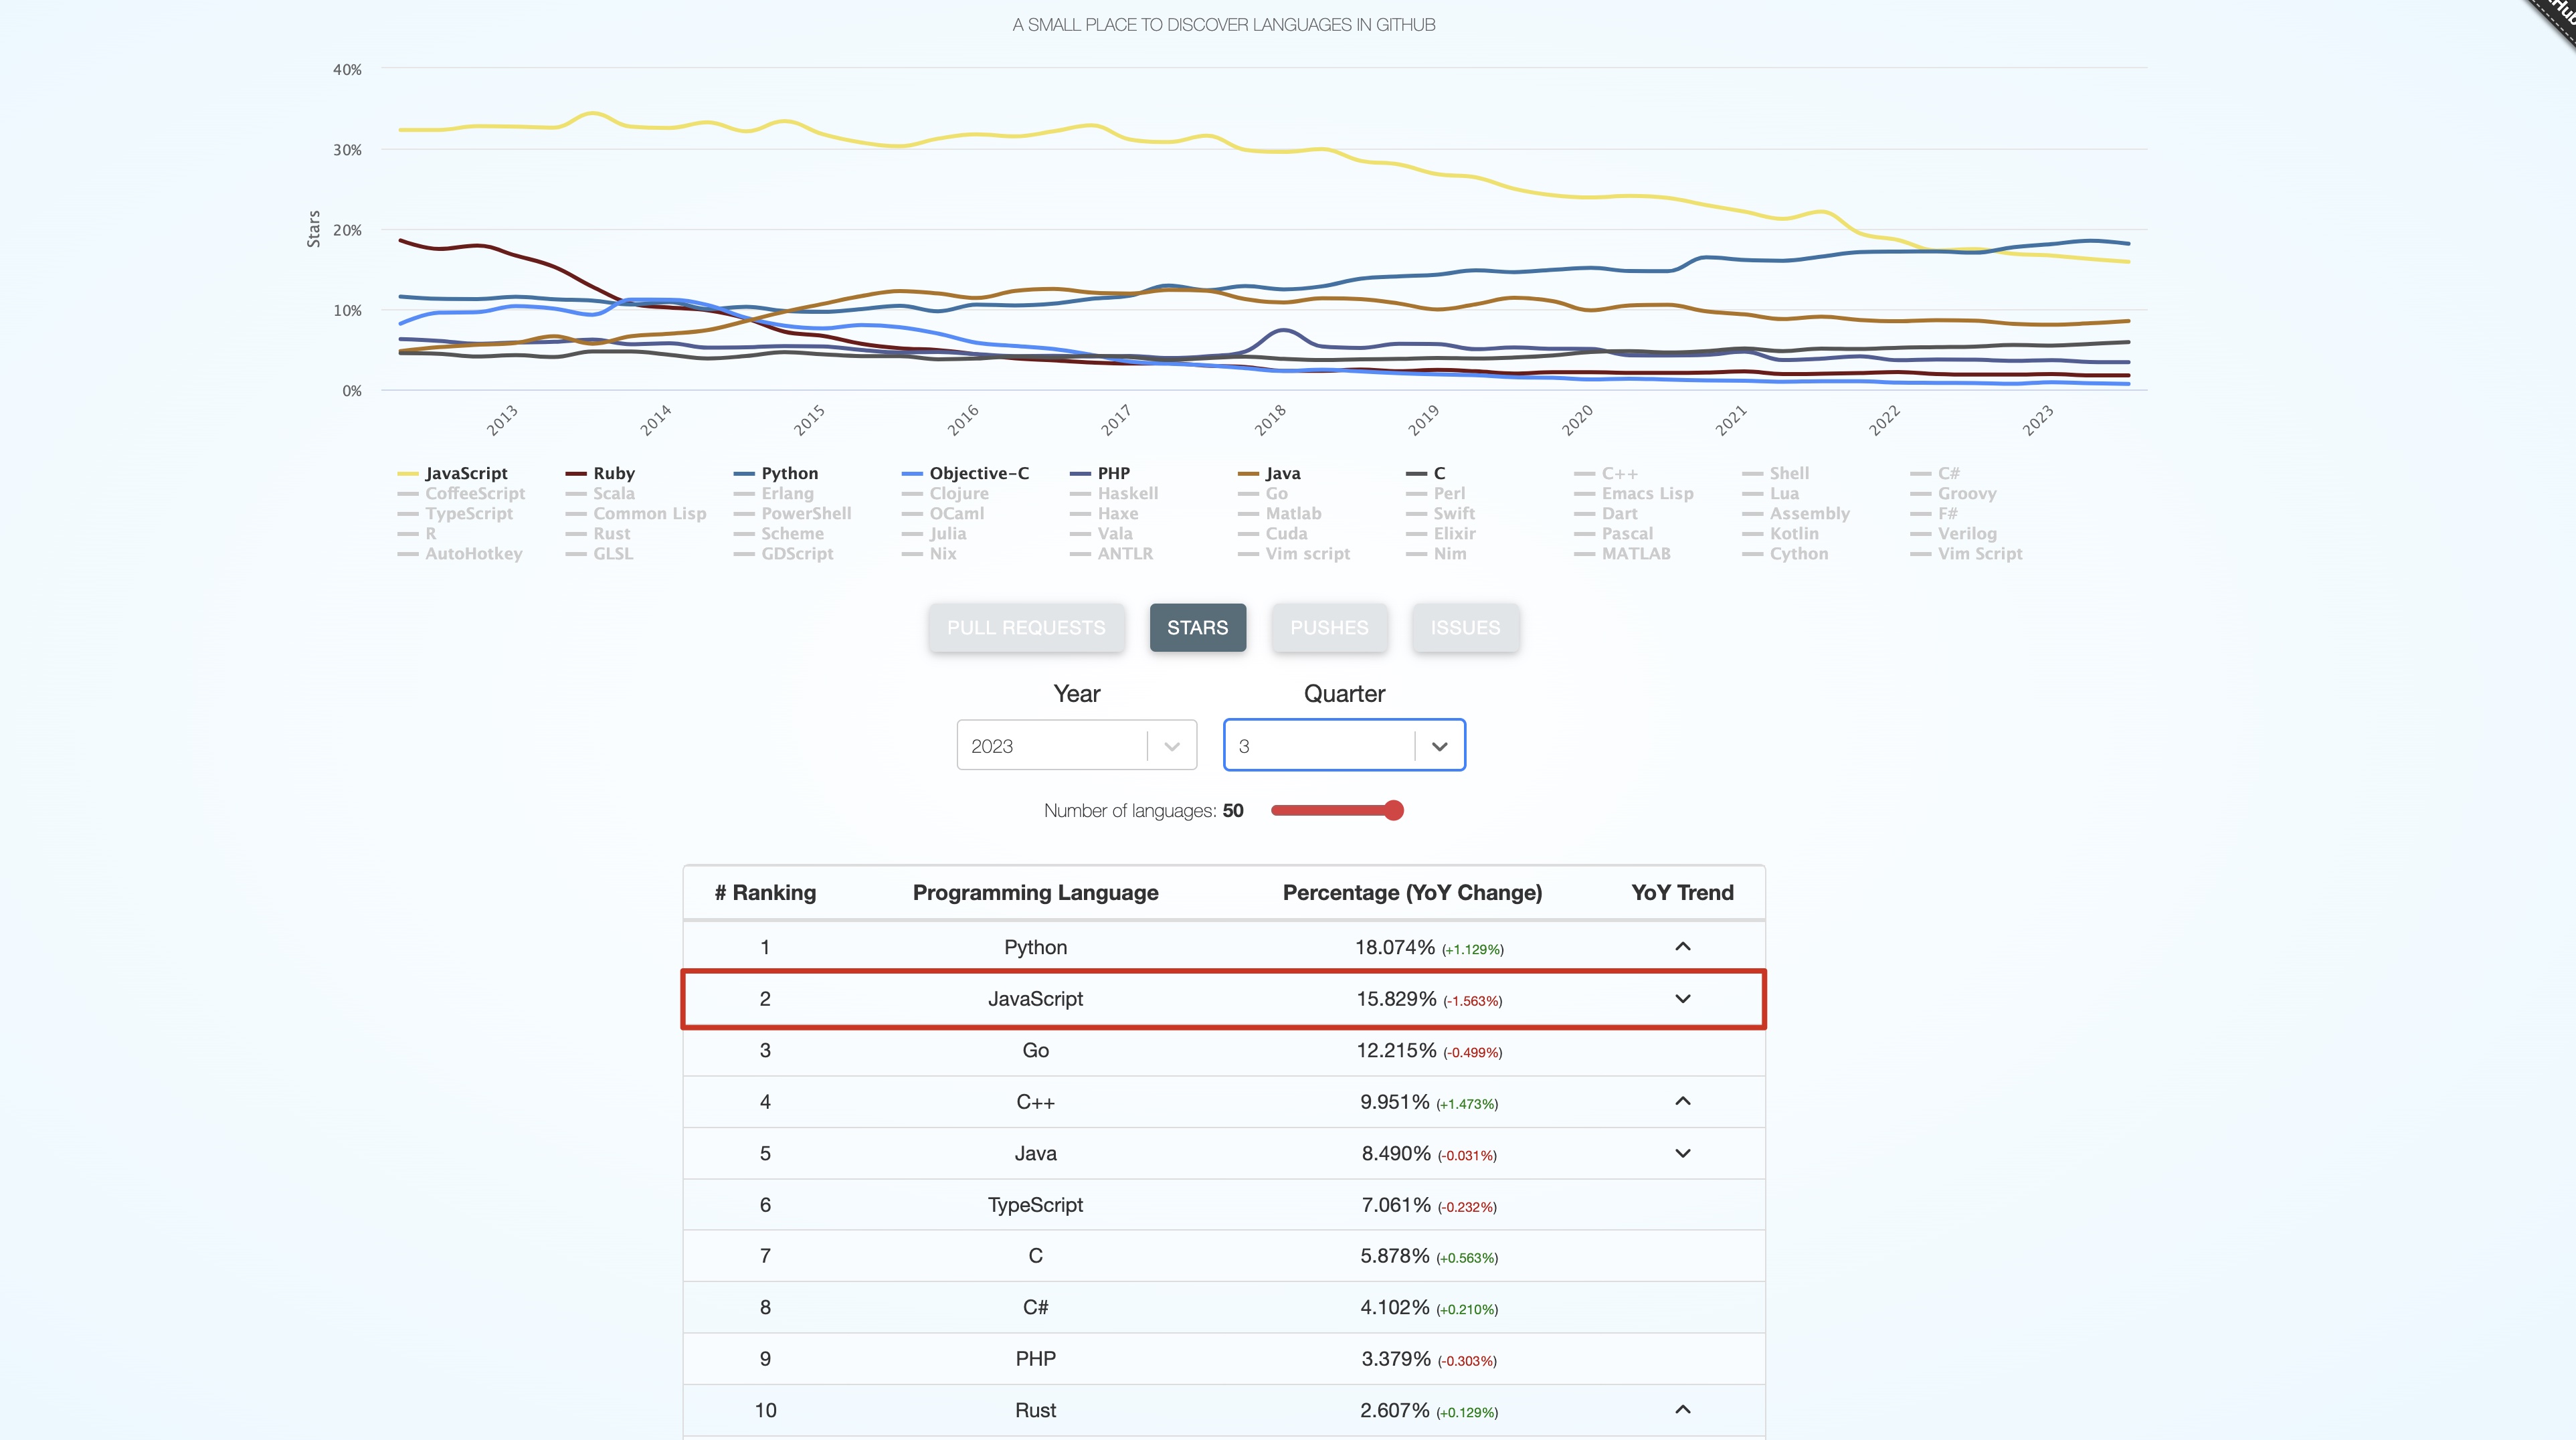 A SMALL PLACE TO DISCOVER LANGUAGES IN GITHUB
40%
30%
20%
10%
0%
Stars
2013 2014 2015 2016 2017 2018 2019 2020 2021 2022 2023
JavaScript Ruby Python Objective-C PHP Java C C++ Shell C#
CoffeeScript Scala Erlang Clojure Haskell Go Perl Emacs Lisp Lua Groovy
TypeScript Common Lisp PowerShell OCaml Haxe Matlab Swift Dart Assembly F#
R Rust Scheme Julia Vala Cuda Elixir Pascal Kotlin Verilog
AutoHotkey GLSL GDScript Nix ANTLR Vim script Nim MATLAB Cython Vim Script
PULL REQUESTS STARS PUSHES ISSUES
Year Quarter
2023 3
Number of languages: 50
# Ranking Programming Language Percentage (YoY Change) YoY Trend
1 Python 18.074% (+1.129%)
2 JavaScript 15.829% (-1.563%)
3 Go 12.215% (-0.499%)
4 C++ 9.951% (+1.473%)
5 Java 8.490% (-0.031%)
6 TypeScript 7.061% (-0.232%)
7 C 5.878% (+0.563%)
8 C# 4.102% (+0.210%)
9 PHP 3.379% (-0.303%)
10 Rust 2.607% (+0.129%)